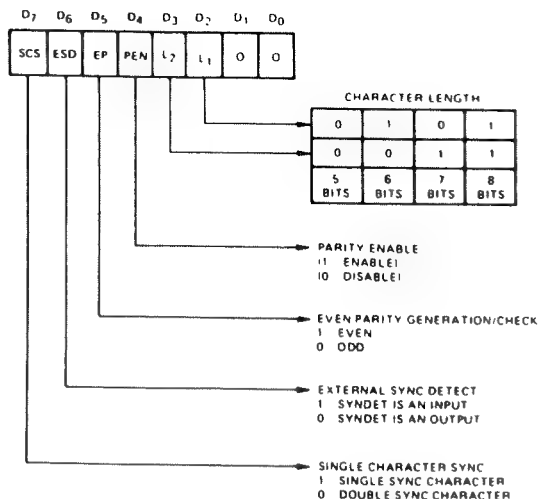 D7 D6 D5 D4 D3 D2 D1 D0
SCS ESD EP PEN L2 L1 0 0
CHARACTER LENGTH
0 1 0 1
0 0 1 1
5 BITS 6 BITS 7 BITS 8 BITS
PARITY ENABLE
(1 ENABLE)
(0 DISABLE)
EVEN PARITY GENERATION/CHECK
1 EVEN
0 ODD
EXTERNAL SYNC DETECT
1 SYNDET IS AN INPUT
0 SYNDET IS AN OUTPUT
SINGLE CHARACTER SYNC
1 SINGLE SYNC CHARACTER
0 DOUBLE SYNC CHARACTER